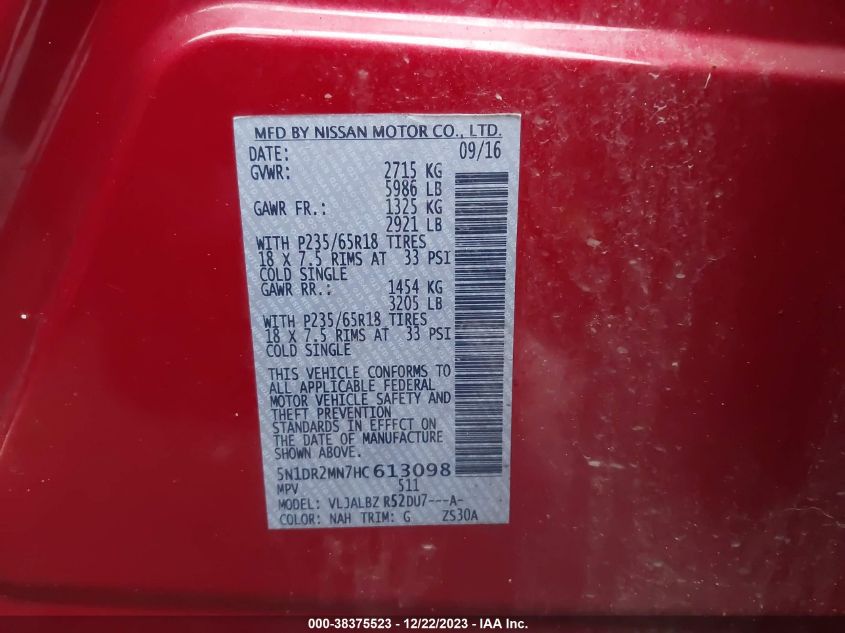 MFD BY NISSAN MOTOR CO., LTD.
DATE: 09/16
GVWR: 2715 KG
5986 LB
GAWR FR.: 1325 KG
2921 LB
WITH P235/65R18 TIRES
18 X 7.5 RIMS AT 33 PSI
COLD SINGLE
GAWR RR.: 1454 KG
3205 LB
WITH P235/65R18 TIRES
18 X 7.5 RIMS AT 33 PSI
COLD SINGLE
THIS VEHICLE CONFORMS TO
ALL APPLICABLE FEDERAL
MOTOR VEHICLE SAFETY AND
THEFT PREVENTION
STANDARDS IN EFFECT ON
THE DATE OF MANUFACTURE
SHOWN ABOVE.
5N1DR2MN7HC613098
MPV 511
MODEL: VLJALBZ R52DU7---A-
COLOR: NAH TRIM: G ZS30A
000-38375523 - 12/22/2023 - IAA Inc.